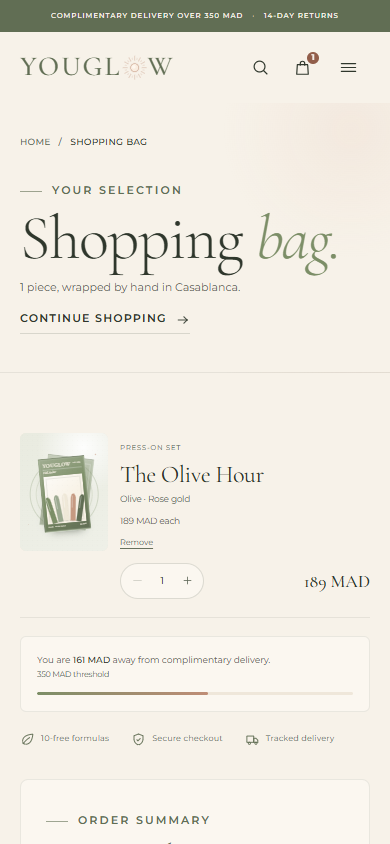 COMPLIMENTARY DELIVERY OVER 350 MAD · 14-DAY RETURNS
YOUGLOW
1
HOME / SHOPPING BAG
YOUR SELECTION
Shopping bag.
1 piece, wrapped by hand in Casablanca.
CONTINUE SHOPPING →
PRESS-ON SET
YOUGLOW
The Olive Hour
Olive · Rose gold
189 MAD each
Remove
− 1 +
189 MAD
You are 161 MAD away from complimentary delivery.
350 MAD threshold
10-free formulas
Secure checkout
Tracked delivery
ORDER SUMMARY